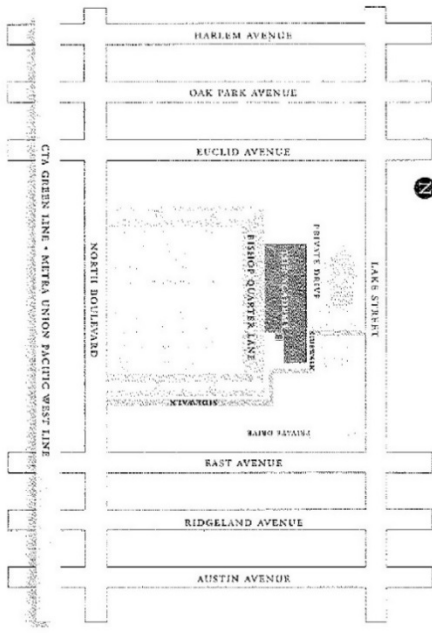 HARLEM AVENUE
OAK PARK AVENUE
EUCLID AVENUE
CTA GREEN LINE • METRA UNION PACIFIC WEST LINE
NORTH BOULEVARD
BISHOP QUARTER LANE
PRIVATE DRIVE
LAKE STREET
N
SIDEWALK
SIDEWALK
PRIVATE DRIVE
EAST AVENUE
RIDGELAND AVENUE
AUSTIN AVENUE